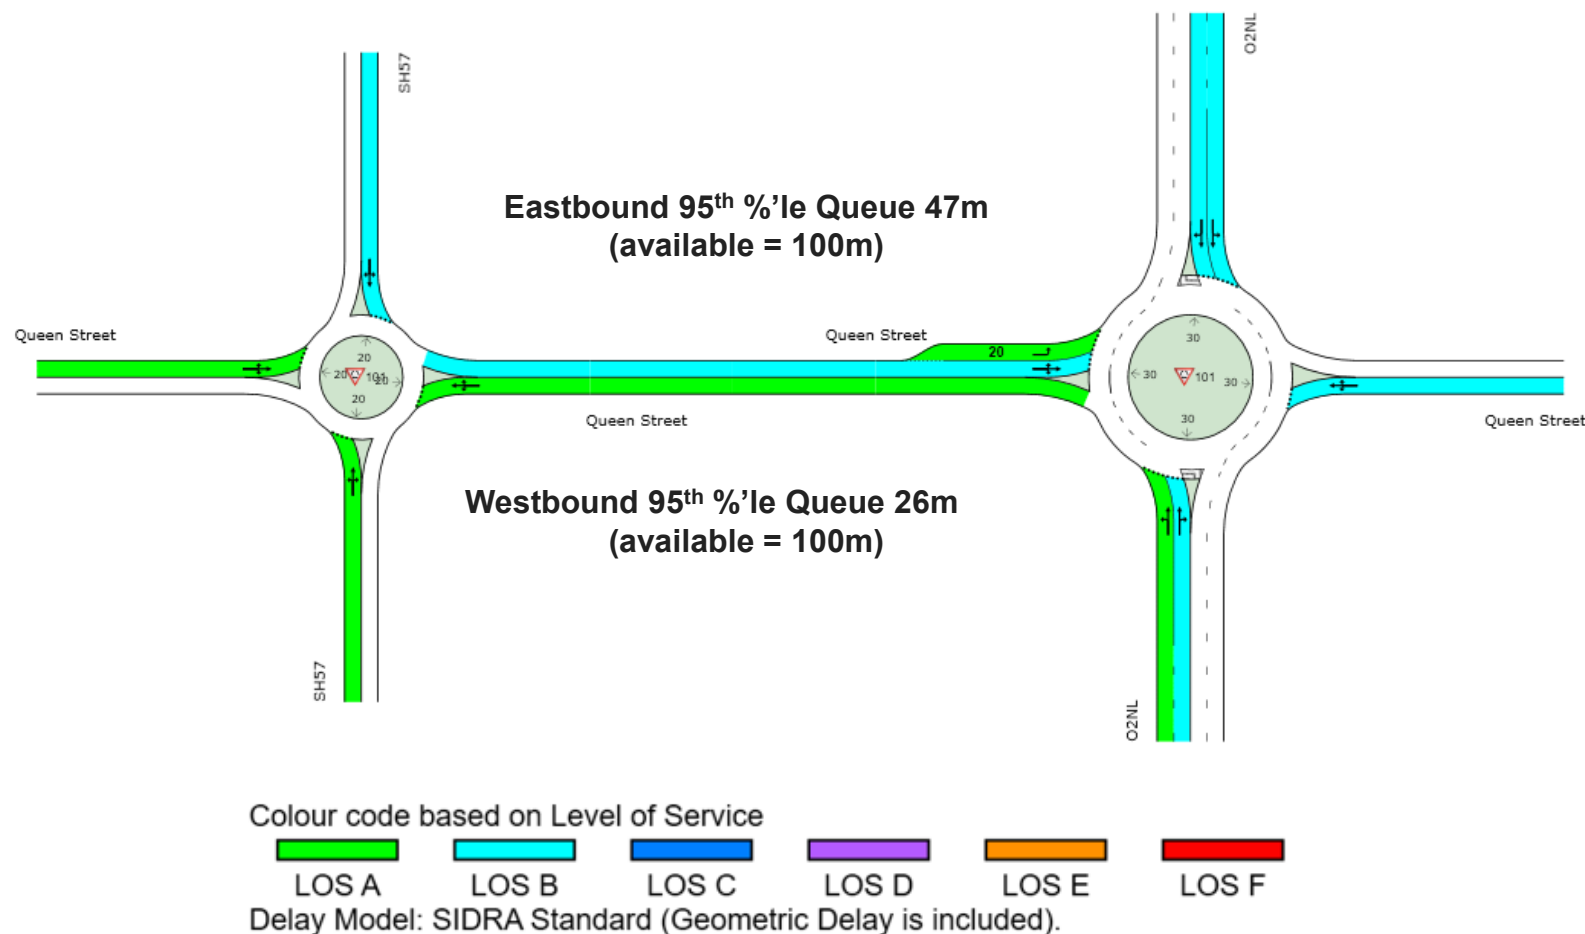 O2NL
SH57
Eastbound 95th %'le Queue 47m
(available = 100m)
Queen Street
Queen Street
20
20
20
101
20
20
30
30
101
30
30
Queen Street
Queen Street
Westbound 95th %'le Queue 26m
(available = 100m)
SH57
O2NL
Colour code based on Level of Service
LOS A
LOS B
LOS C
LOS D
LOS E
LOS F
Delay Model: SIDRA Standard (Geometric Delay is included).